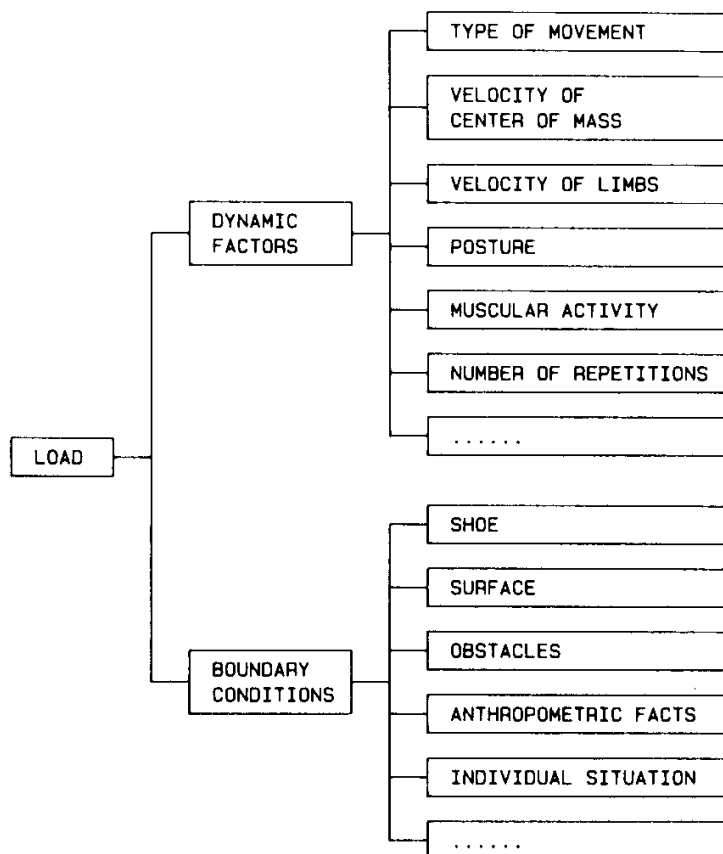 LOAD
DYNAMIC
FACTORS
TYPE OF MOVEMENT
VELOCITY OF
CENTER OF MASS
VELOCITY OF LIMBS
POSTURE
MUSCULAR ACTIVITY
NUMBER OF REPETITIONS
......
BOUNDARY
CONDITIONS
SHOE
SURFACE
OBSTACLES
ANTHROPOMETRIC FACTS
INDIVIDUAL SITUATION
......